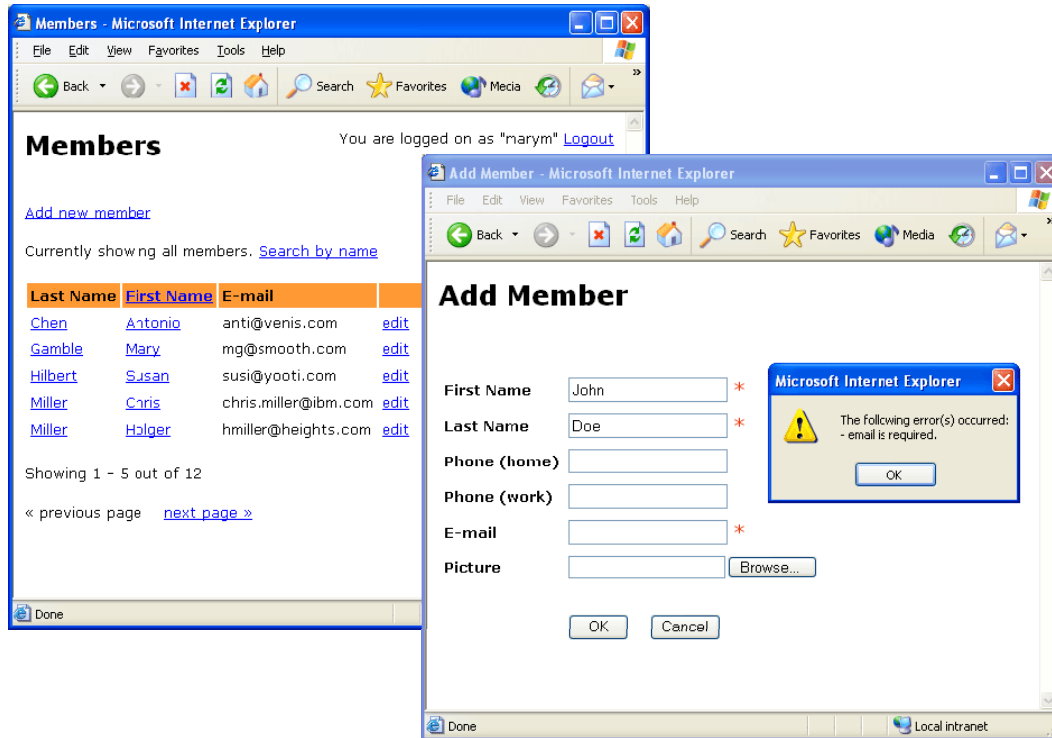 Members - Microsoft Internet Explorer
File Edit View Favorites Tools Help
Back Search Favorites Mecia »
Members
You are logged on as "marym" Logout
Add new member
Currently showng all members. Search by name
Last Name First Name E-mail
Chen Antonio anti@venis.com edit
Gamble Mary mg@smooth.com edit
Hilbert Susan susi@yooti.com edit
Miller Chris chris.miller@ibm.com edit
Miller Holger hmiller@heights.com edit
Showing 1 - 5 out of 12
« previous page next page »
Done
Add Member - Microsoft Internet Explorer
File Edit View Favorites Tools Help
Back Search Favorites Media »
Add Member
First Name John *
Last Name Doe *
Phone (home)
Phone (work)
E-mail *
Picture Browse...
OK Cancel
Done Local intranet
Microsoft Internet Explorer
The following error(s) occurred:
- email is required.
OK